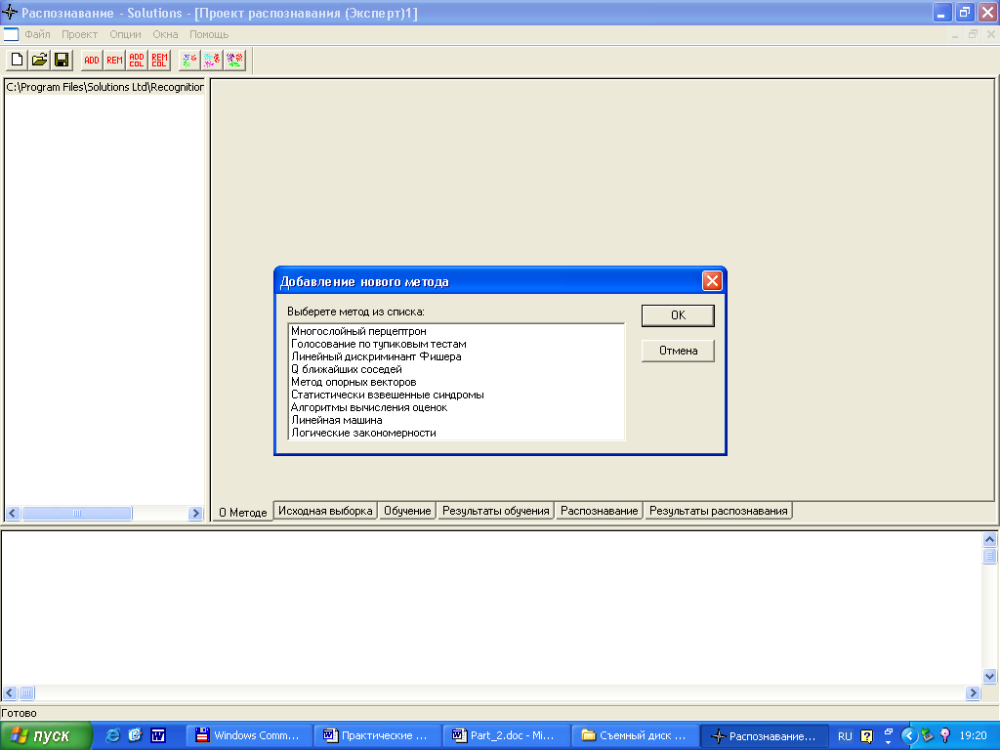 Распознавание - Solutions - [Проект распознавания (Эксперт)1]
Файл Проект Опции Окна Помощь
ADD REM ADD COL REM COL
C:\Program Files\Solutions Ltd\Recognition
Добавление нового метода
Выберете метод из списка:
Многослойный перцептрон
Голосование по тупиковым тестам
Линейный дискриминант Фишера
Q ближайших соседей
Метод опорных векторов
Статистически взвешенные синдромы
Алгоритмы вычисления оценок
Линейная машина
Логические закономерности
OK
Отмена
О Методе Исходная выборка Обучение Результаты обучения Распознавание Результаты распознавания
Готово
пуск Windows Comm... Практические ... Part_2.doc - Mi... Съемный диск ... Распознавание... RU 19:20